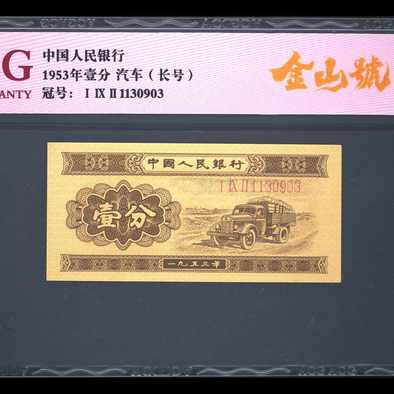 G
ANTY
中国人民银行
1953年壹分 汽车（长号）
冠号： I IX II 1130903
金山號
中國人民銀行
I IX II 1130903
壹分
一九五三年